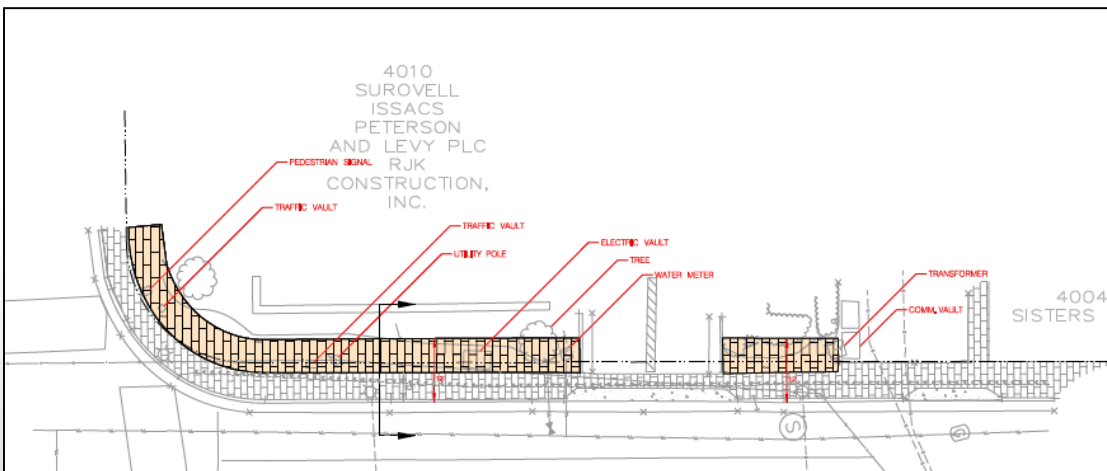 4010
SUROVELL
ISSACS
PETERSON
AND LEVY PLC
RJK
CONSTRUCTION,
INC.
PEDESTRIAN SIGNAL
TRAFFIC VAULT
TRAFFIC VAULT
UTILITY POLE
ELECTRIC VAULT
TREE
WATER METER
TRANSFORMER
COMM. VAULT
4004
SISTERS
S
G